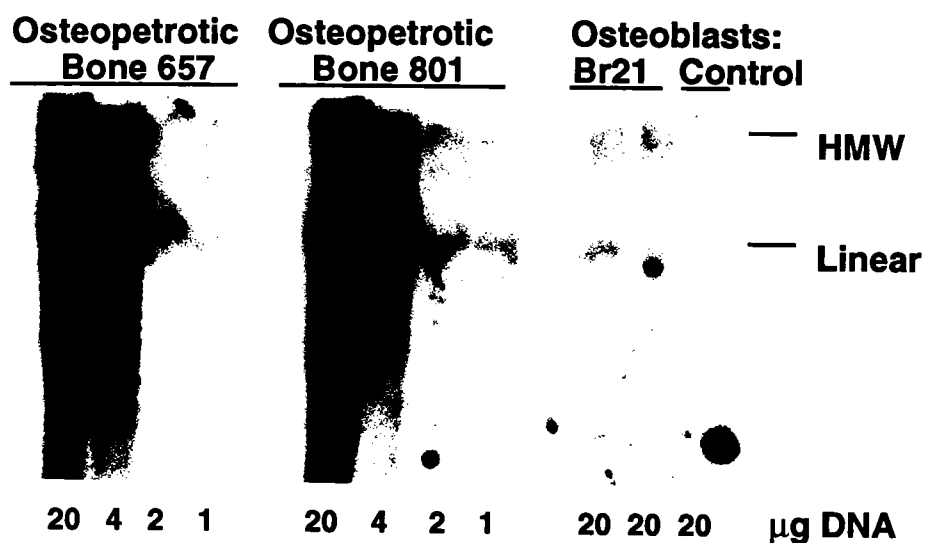 Osteopetrotic Bone 657
Osteopetrotic Bone 801
Osteoblasts:
Br21 Control
HMW
Linear
20 4 2 1 20 4 2 1 20 20 20 µg DNA